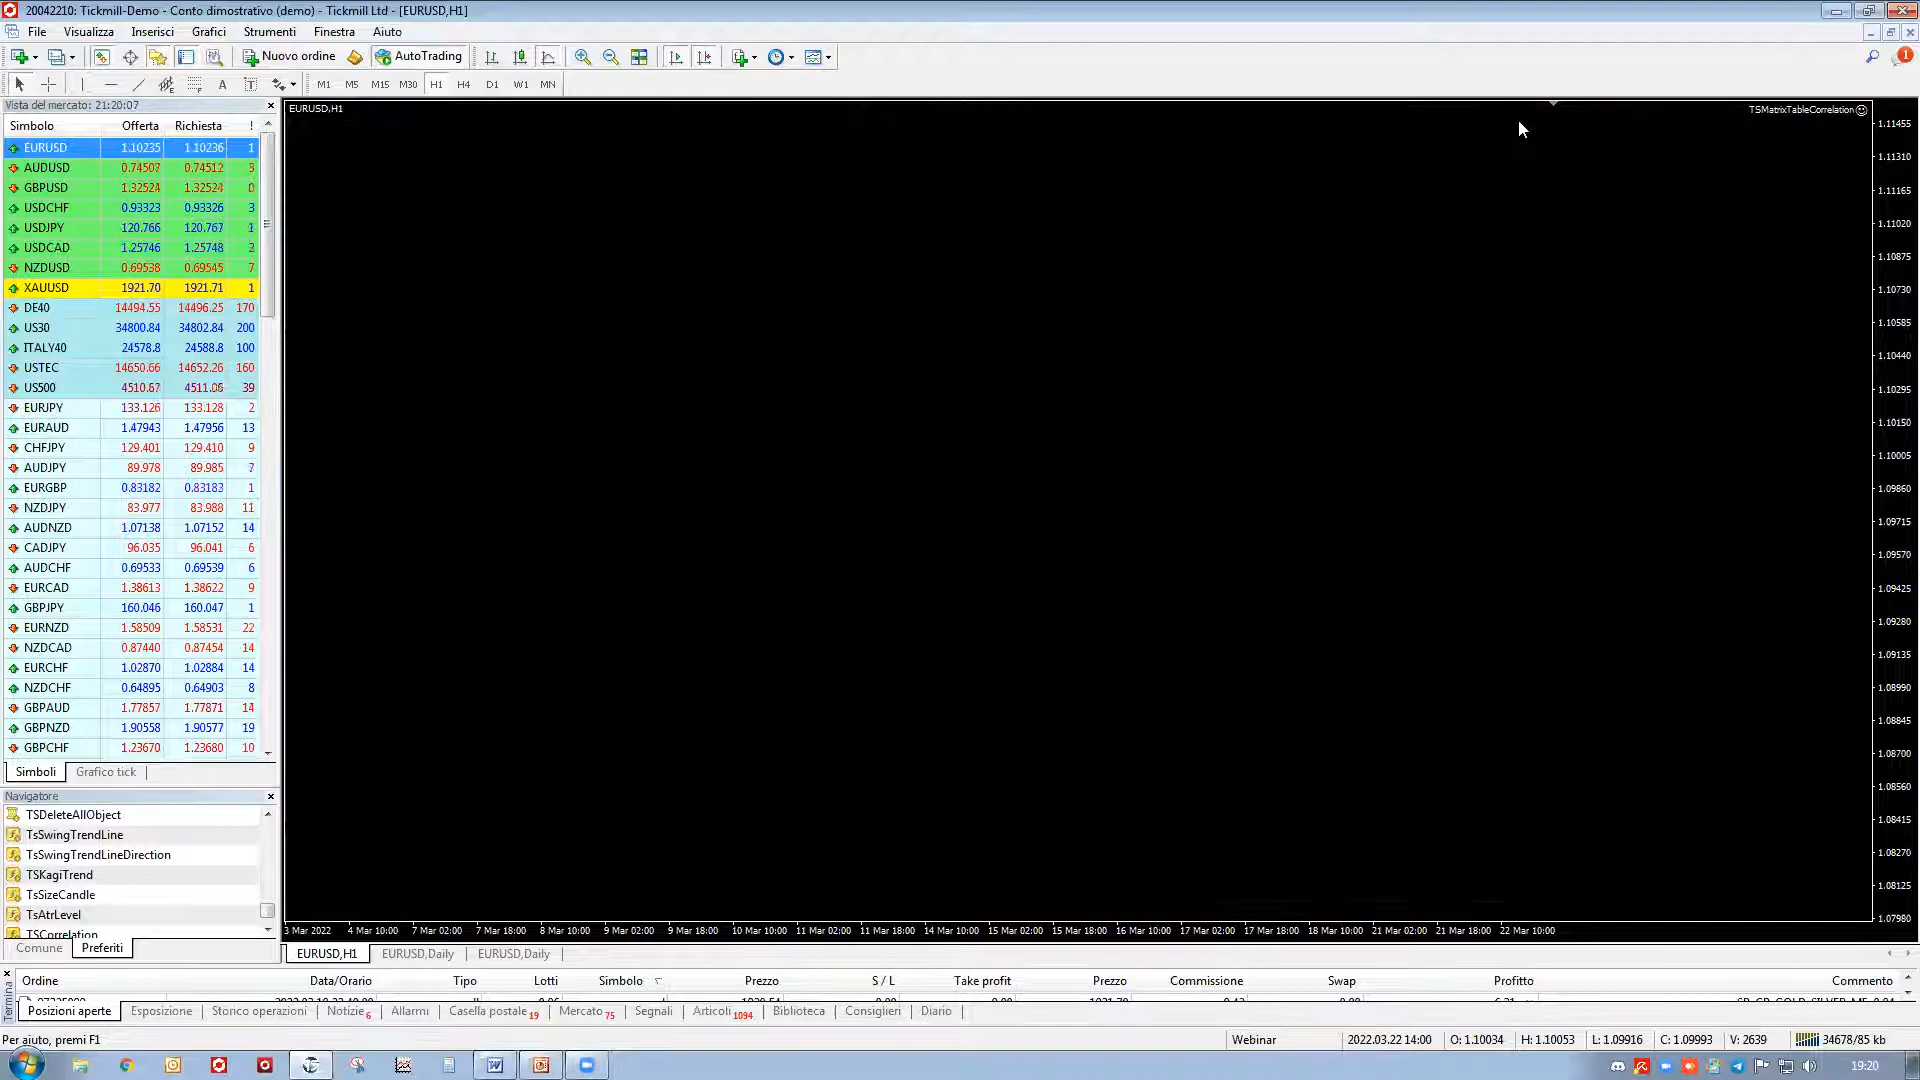 20042210: Tickmill-Demo - Conto dimostrativo (demo) - Tickmill Ltd - [EURUSD,H1]
File Visualizza Inserisci Grafici Strumenti Finestra Aiuto
Nuovo ordine AutoTrading
1
A T M1 M5 M15 M30 H1 H4 D1 W1 MN
Vista del mercato: 21:20:07
Simbolo Offerta Richiesta !
EURUSD 1.10235 1.10236 1
AUDUSD 0.74507 0.74512 3
GBPUSD 1.32524 1.32524 0
USDCHF 0.93323 0.93326 3
USDJPY 120.766 120.767 1
USDCAD 1.25746 1.25748 2
NZDUSD 0.69538 0.69545 7
XAUUSD 1921.70 1921.71 1
DE40 14494.55 14496.25 170
US30 34800.84 34802.84 200
ITALY40 24578.8 24588.8 100
USTEC 14650.66 14652.26 160
US500 4510.67 4511.06 39
EURJPY 133.126 133.128 2
EURAUD 1.47943 1.47956 13
CHFJPY 129.401 129.410 9
AUDJPY 89.978 89.985 7
EURGBP 0.83182 0.83183 1
NZDJPY 83.977 83.988 11
AUDNZD 1.07138 1.07152 14
CADJPY 96.035 96.041 6
AUDCHF 0.69533 0.69539 6
EURCAD 1.38613 1.38622 9
GBPJPY 160.046 160.047 1
EURNZD 1.58509 1.58531 22
NZDCAD 0.87440 0.87454 14
EURCHF 1.02870 1.02884 14
NZDCHF 0.64895 0.64903 8
GBPAUD 1.77857 1.77871 14
GBPNZD 1.90558 1.90577 19
GBPCHF 1.23670 1.23680 10
Simboli Grafico tick
Navigatore
TSDeleteAllObject
TsSwingTrendLine
TsSwingTrendLineDirection
TSKagiTrend
TsSizeCandle
TsAtrLevel
TSCorrelation
Comune Preferiti
EURUSD,H1
TSMatrixTableCorrelation
1.11455
1.11310
1.11165
1.11020
1.10875
1.10730
1.10585
1.10440
1.10295
1.10150
1.10005
1.09860
1.09715
1.09570
1.09425
1.09280
1.09135
1.08990
1.08845
1.08700
1.08560
1.08415
1.08270
1.08125
1.07980
3 Mar 2022 4 Mar 10:00 7 Mar 02:00 7 Mar 18:00 8 Mar 10:00 9 Mar 02:00 9 Mar 18:00 10 Mar 10:00 11 Mar 02:00 11 Mar 18:00 14 Mar 10:00 15 Mar 02:00 15 Mar 18:00 16 Mar 10:00 17 Mar 02:00 17 Mar 18:00 18 Mar 10:00 21 Mar 02:00 21 Mar 18:00 22 Mar 10:00
EURUSD,H1 EURUSD,Daily EURUSD,Daily
Ordine Data/Orario Tipo Lotti Simbolo Prezzo S / L Take profit Prezzo Commissione Swap Profitto Commento
Posizioni aperte Esposizione Storico operazioni Notizie 6 Allarmi Casella postale 19 Mercato 75 Segnali Articoli 1094 Biblioteca Consiglieri Diario
Termina
Per aiuto, premi F1
Webinar 2022.03.22 14:00 O: 1.10034 H: 1.10053 L: 1.09916 C: 1.09993 V: 2639 34678/85 kb
19:20